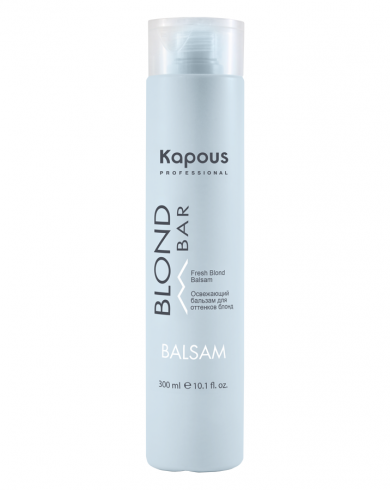 Kapous
PROFESSIONAL
BLOND
BAR
Fresh Blond
Balsam
Освежающий
бальзам для
оттенков блонд
BALSAM
300 ml ℮ 10.1 fl. oz.